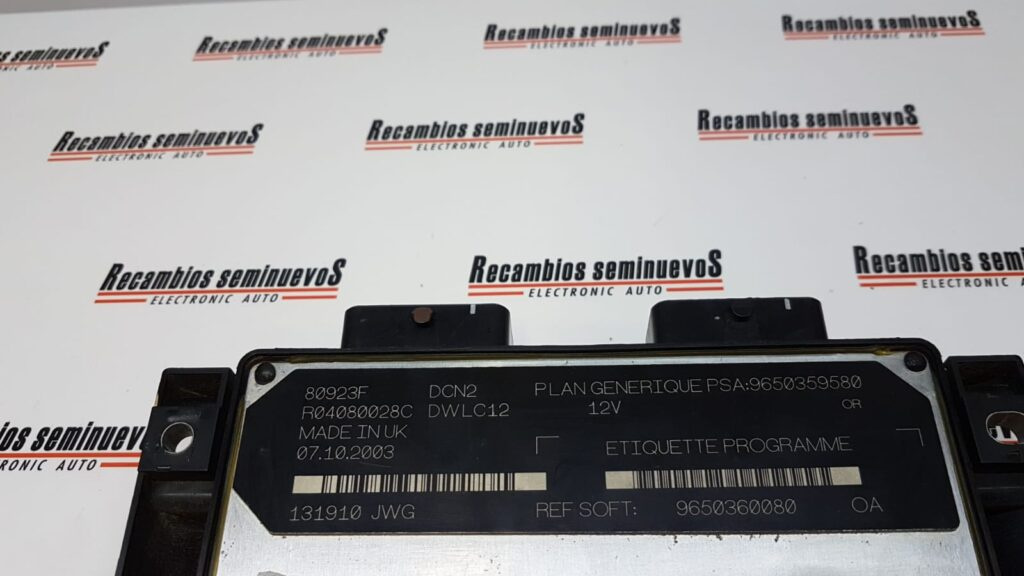 Recambios seminuevoS
ELECTRONIC AUTO
Recambios seminuevoS
ELECTRONIC AUTO
Recambios seminuevoS
ELECTRONIC AUTO
Recambios seminuevoS
ELECTRONIC AUTO
Recambios seminuevoS
ELECTRONIC AUTO
Recambios seminuevoS
ELECTRONIC AUTO
Recambios seminuevoS
ELECTRONIC AUTO
Recambios seminuevoS
ELECTRONIC AUTO
Recambios seminuevoS
ELECTRONIC AUTO
Recambios
ELECTRONIC
AUTO
80923F DCN2 PLAN GENERIQUE PSA:9650359580
R04080028C DWLC12 12V OR
MADE IN UK
07.10.2003
ETIQUETTE PROGRAMME
131910 JWG REF SOFT: 9650360080 OA